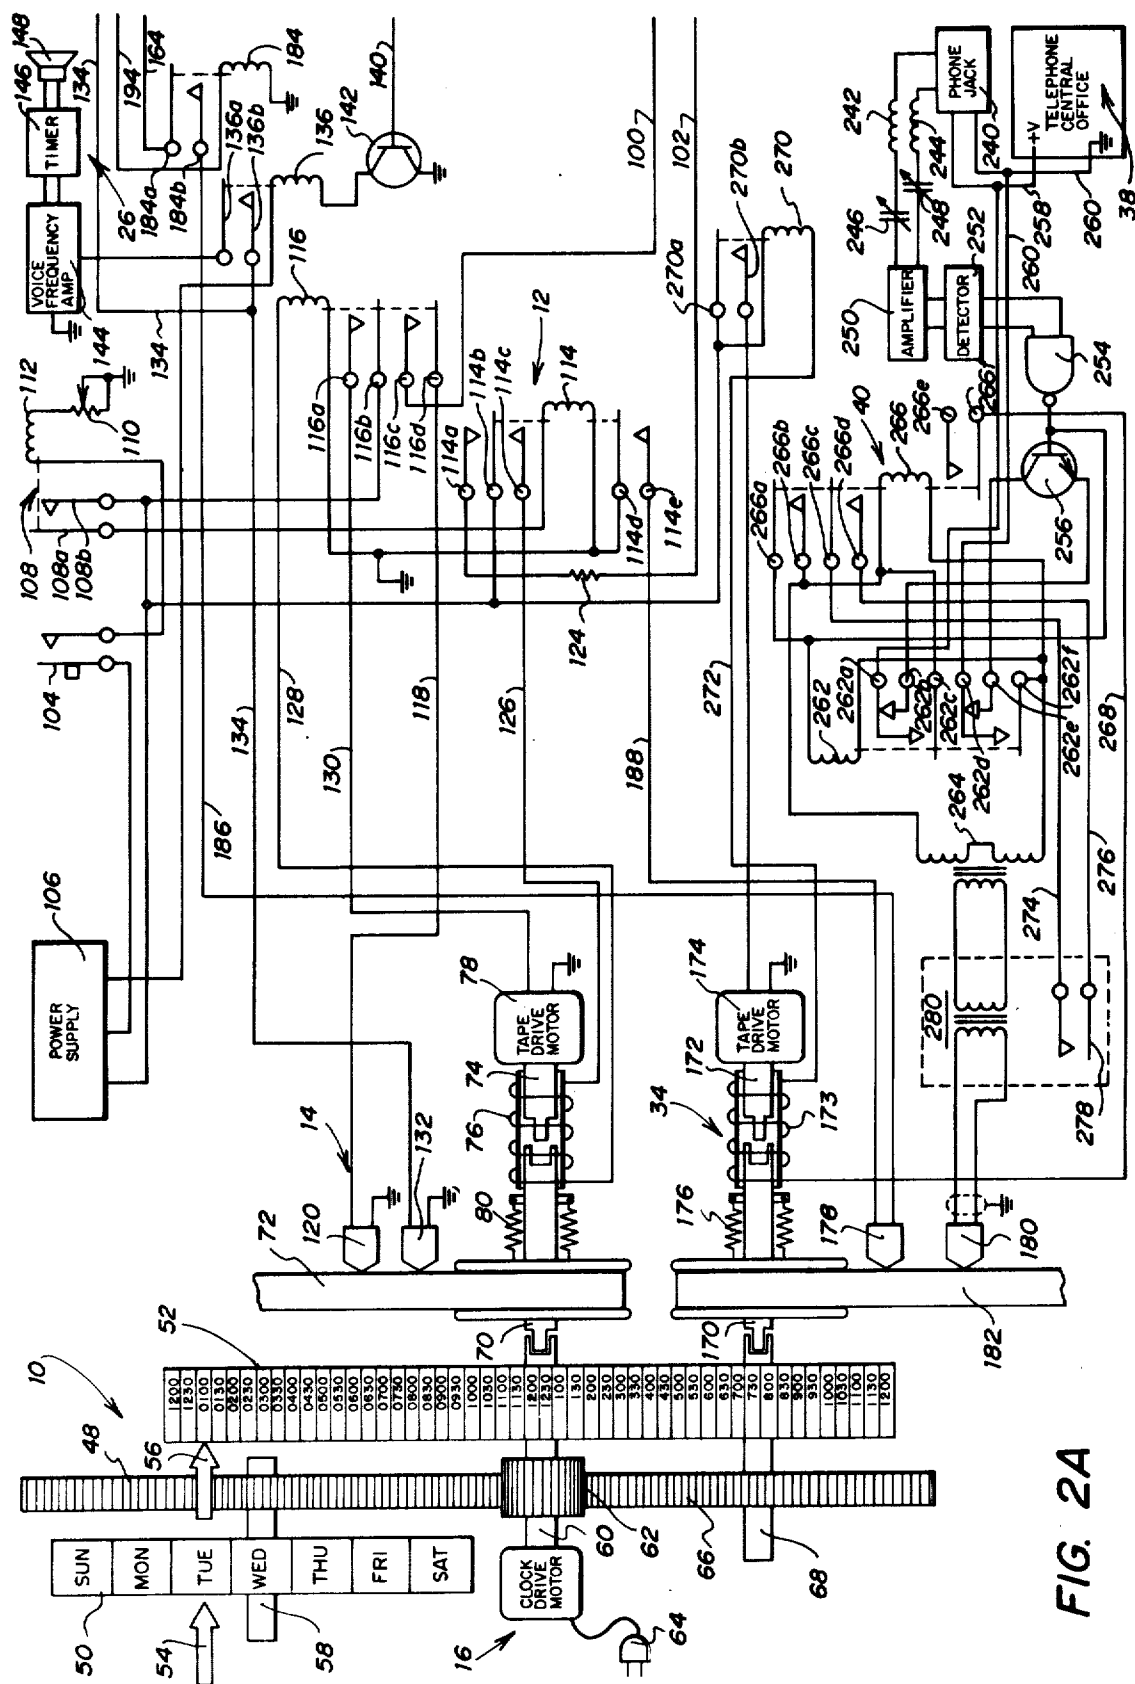 148
146
TIMER
134
194
164
184
26
184a
184b
136a
136b
136
142
140
VOICE
FREQUENCY
AMP
144
134
112
144
110
108
108a
108b
104
106
POWER
SUPPLY
116
116a
116b
116c
116d
12
114a
114b
114c
114
114d
114e
124
100
102
186
134
128
130
118
126
188
272
270a
270b
270
242
PHONE
JACK
240
TELEPHONE
CENTRAL
OFFICE
+V
38
244
246
248
250
AMPLIFIER
252
DETECTOR
254
258
260
260
256
40
266
266a
266b
266c
266d
266e
266f
262
262a
262b
262c
262d
262e
262f
264
268
274
276
278
280
14
120
132
72
78
TAPE
DRIVE
MOTOR
74
76
80
174
TAPE
DRIVE
MOTOR
172
34
173
176
178
180
182
70
170
10
52
48
56
1200
1230
0100
0130
0200
0230
0300
0330
0400
0430
0500
0530
0600
0630
0700
0730
0800
0830
0900
0930
1000
1030
1100
1130
1200
1230
100
130
200
230
300
330
400
430
500
530
600
630
700
730
800
830
900
930
1000
1030
1100
1130
1200
50
SUN
MON
TUE
WED
THU
FRI
SAT
54
58
CLOCK
DRIVE
MOTOR
16
60
62
64
66
68
FIG. 2A